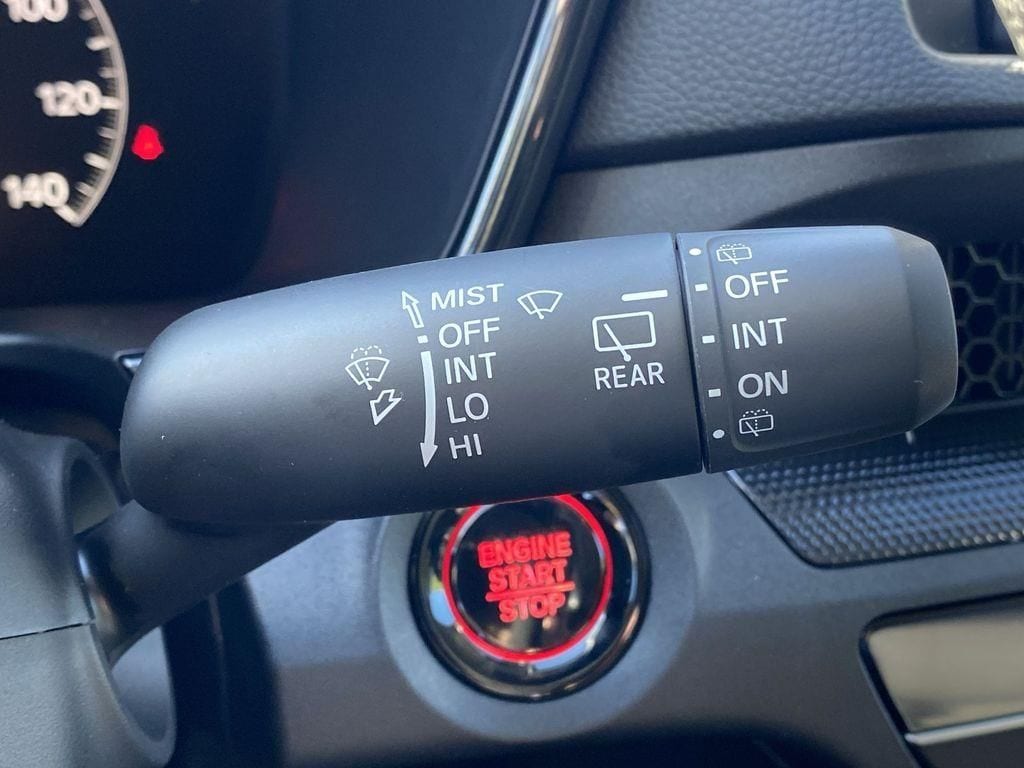 100
120
140
MIST
OFF
INT
LO
HI
REAR
OFF
INT
ON
ENGINE
START
STOP